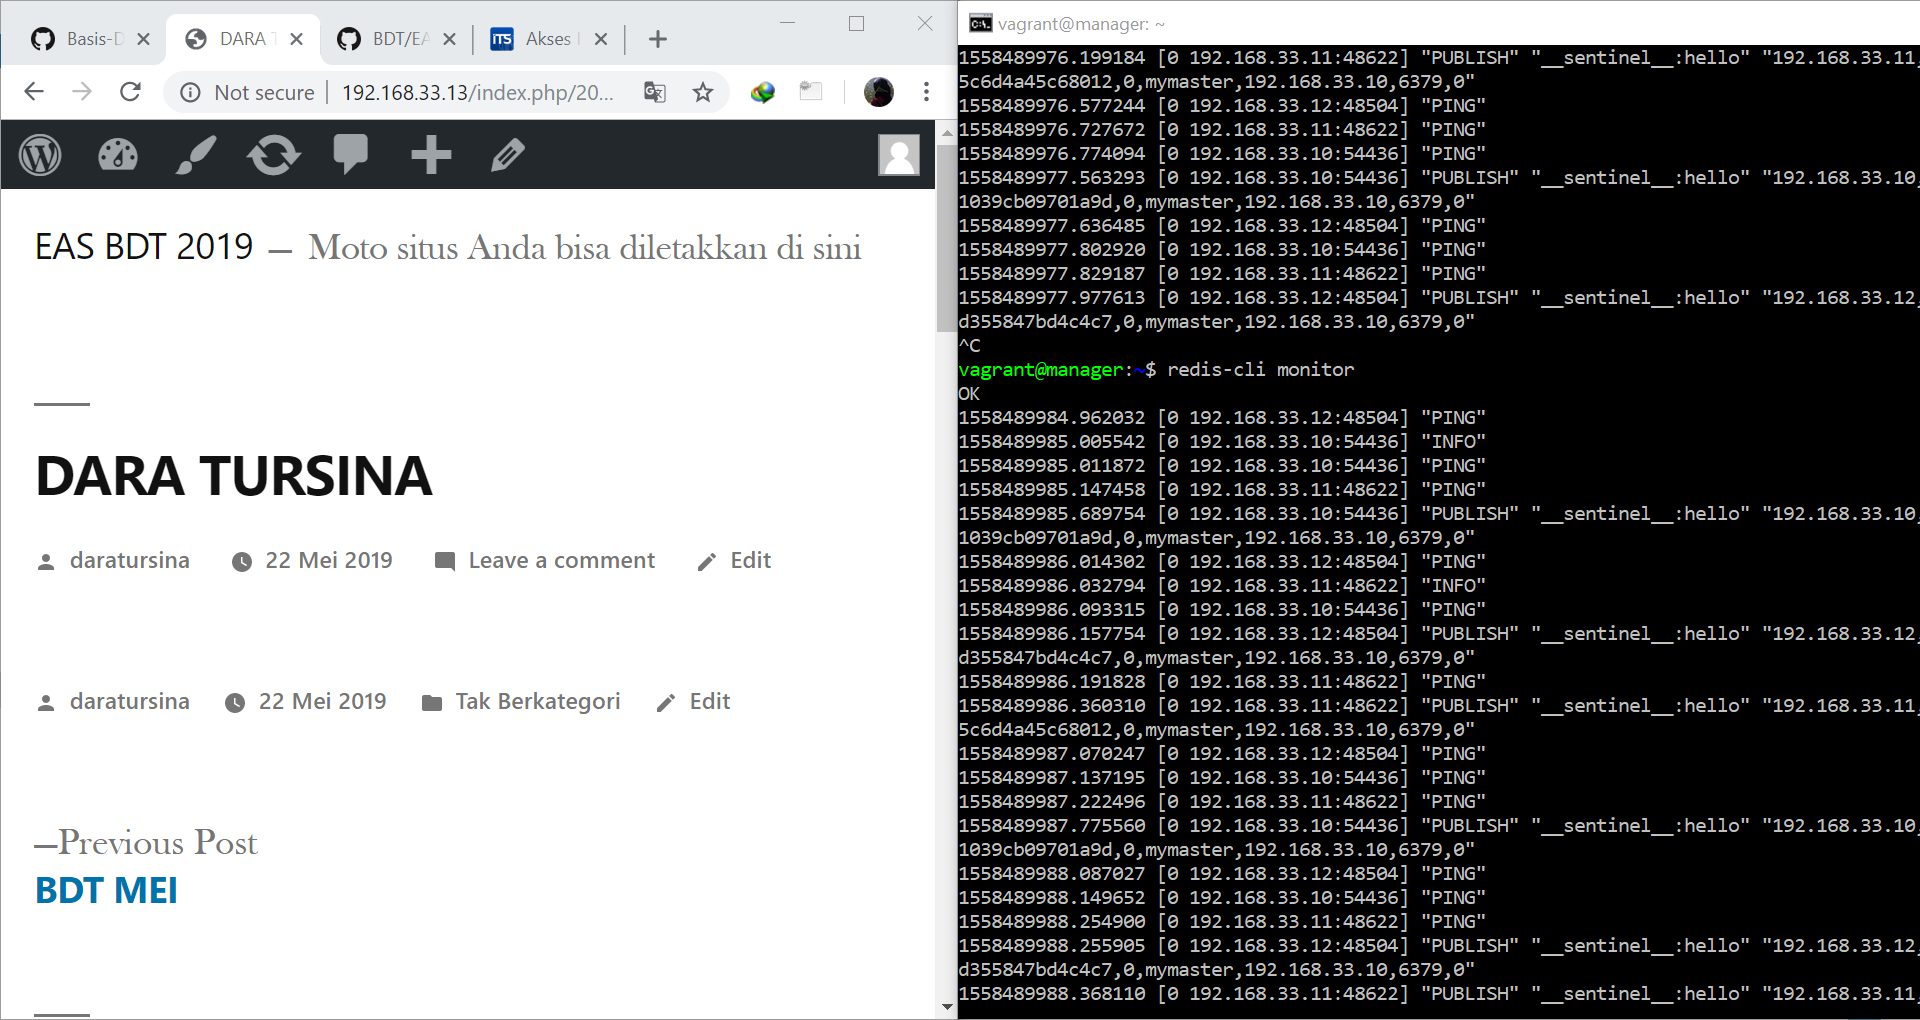 Basis-D
DARA T
BDT/EA
iTS
Akses
Not secure
192.168.33.13/index.php/20...
EAS BDT 2019 — Moto situs Anda bisa diletakkan di sini
DARA TURSINA
daratursina 22 Mei 2019 Leave a comment Edit
daratursina 22 Mei 2019 Tak Berkategori Edit
—Previous Post
BDT MEI
vagrant@manager: ~
1558489976.199184 [0 192.168.33.11:48622] "PUBLISH" "__sentinel__:hello" "192.168.33.11,
5c6d4a45c68012,0,mymaster,192.168.33.10,6379,0"
1558489976.577244 [0 192.168.33.12:48504] "PING"
1558489976.727672 [0 192.168.33.11:48622] "PING"
1558489976.774094 [0 192.168.33.10:54436] "PING"
1558489977.563293 [0 192.168.33.10:54436] "PUBLISH" "__sentinel__:hello" "192.168.33.10,
1039cb09701a9d,0,mymaster,192.168.33.10,6379,0"
1558489977.636485 [0 192.168.33.12:48504] "PING"
1558489977.802920 [0 192.168.33.10:54436] "PING"
1558489977.829187 [0 192.168.33.11:48622] "PING"
1558489977.977613 [0 192.168.33.12:48504] "PUBLISH" "__sentinel__:hello" "192.168.33.12,
d355847bd4c4c7,0,mymaster,192.168.33.10,6379,0"
^C
vagrant@manager:~$ redis-cli monitor
OK
1558489984.962032 [0 192.168.33.12:48504] "PING"
1558489985.005542 [0 192.168.33.10:54436] "INFO"
1558489985.011872 [0 192.168.33.10:54436] "PING"
1558489985.147458 [0 192.168.33.11:48622] "PING"
1558489985.689754 [0 192.168.33.10:54436] "PUBLISH" "__sentinel__:hello" "192.168.33.10,
1039cb09701a9d,0,mymaster,192.168.33.10,6379,0"
1558489986.014302 [0 192.168.33.12:48504] "PING"
1558489986.032794 [0 192.168.33.11:48622] "INFO"
1558489986.093315 [0 192.168.33.10:54436] "PING"
1558489986.157754 [0 192.168.33.12:48504] "PUBLISH" "__sentinel__:hello" "192.168.33.12,
d355847bd4c4c7,0,mymaster,192.168.33.10,6379,0"
1558489986.191828 [0 192.168.33.11:48622] "PING"
1558489986.360310 [0 192.168.33.11:48622] "PUBLISH" "__sentinel__:hello" "192.168.33.11,
5c6d4a45c68012,0,mymaster,192.168.33.10,6379,0"
1558489987.070247 [0 192.168.33.12:48504] "PING"
1558489987.137195 [0 192.168.33.10:54436] "PING"
1558489987.222496 [0 192.168.33.11:48622] "PING"
1558489987.775560 [0 192.168.33.10:54436] "PUBLISH" "__sentinel__:hello" "192.168.33.10,
1039cb09701a9d,0,mymaster,192.168.33.10,6379,0"
1558489988.087027 [0 192.168.33.12:48504] "PING"
1558489988.149652 [0 192.168.33.10:54436] "PING"
1558489988.254900 [0 192.168.33.11:48622] "PING"
1558489988.255905 [0 192.168.33.12:48504] "PUBLISH" "__sentinel__:hello" "192.168.33.12,
d355847bd4c4c7,0,mymaster,192.168.33.10,6379,0"
1558489988.368110 [0 192.168.33.11:48622] "PUBLISH" "__sentinel__:hello" "192.168.33.11,